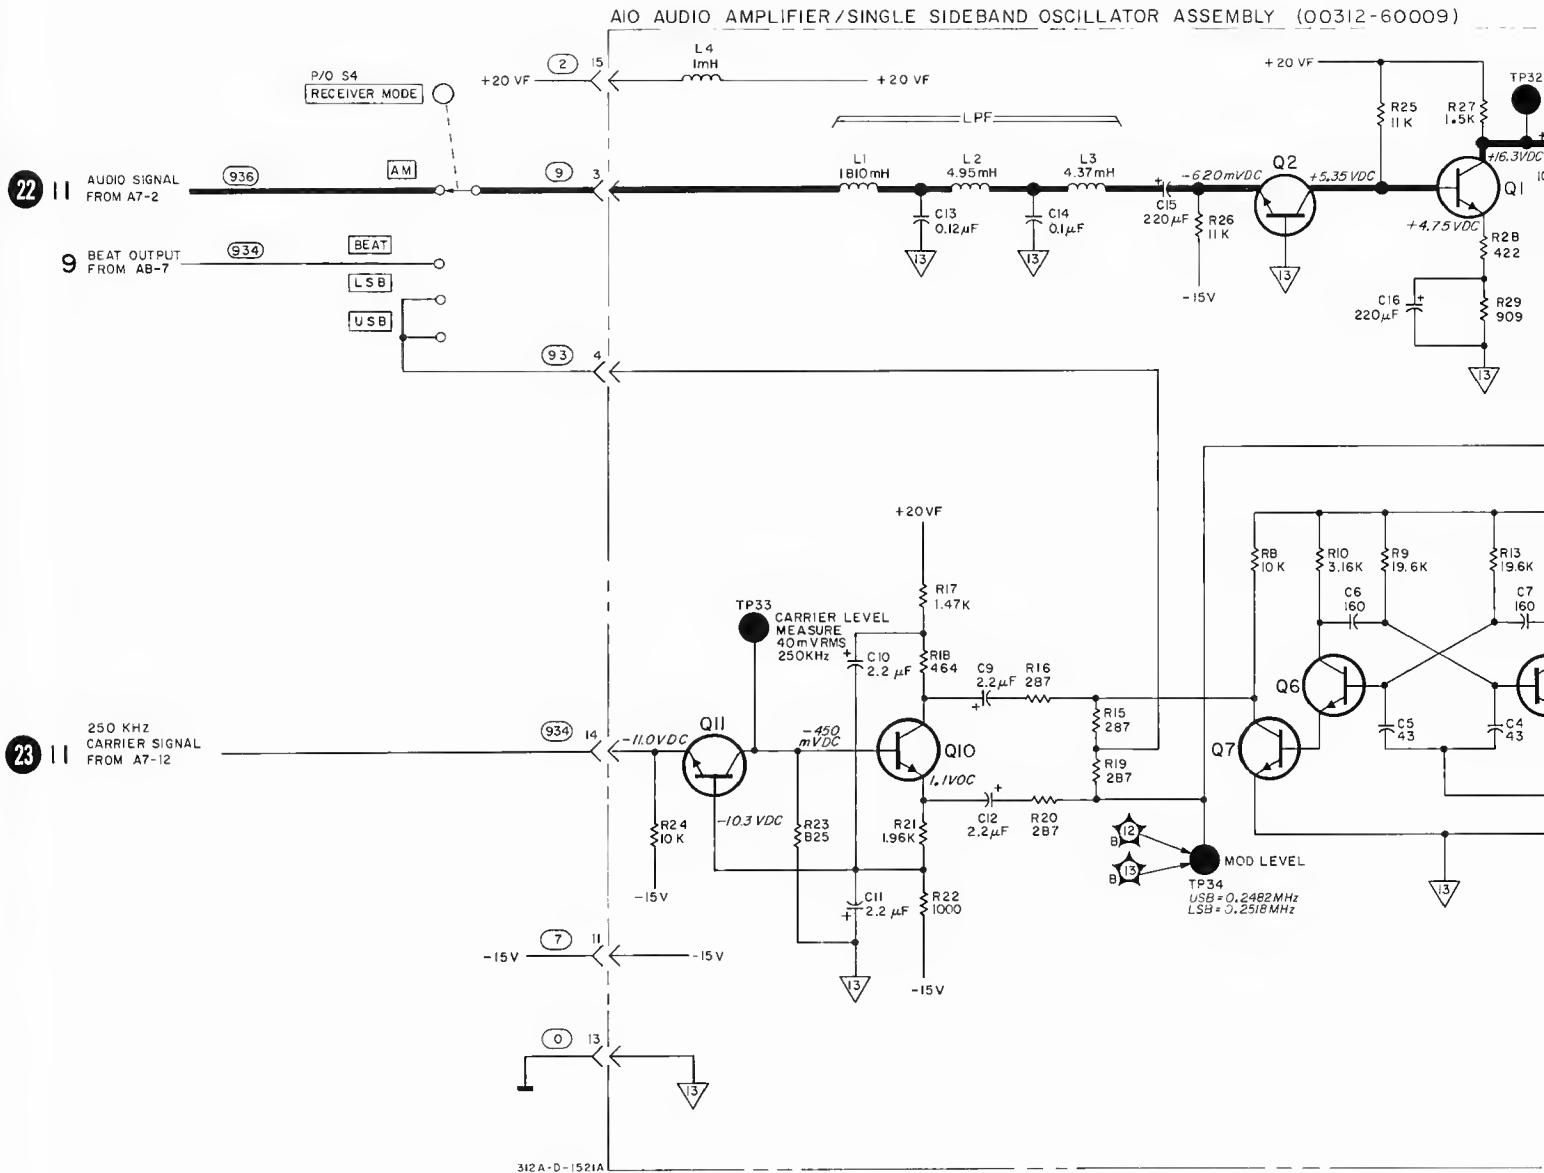 A10 AUDIO AMPLIFIER/SINGLE SIDEBAND OSCILLATOR ASSEMBLY (00312-60009)
+20 VF
2
15
L4
1mH
+20 VF
P/O S4
RECEIVER MODE
+20 VF
R25
11K
R27
1.5K
TP32
LPF
22 11
AUDIO SIGNAL
FROM A7-2
936
AM
9
3
L1
1810mH
L2
4.95mH
L3
4.37mH
C13
0.12µF
C14
0.1µF
+
C15
220µF
-620mVDC
R26
11K
-15V
Q2
+5.35VDC
+16.3VDC
Q1
+4.75VDC
13
13
13
R28
422
C16
220µF
+
R29
909
13
9
BEAT OUTPUT
FROM A8-7
934
BEAT
LSB
USB
93
4
+20VF
R17
1.47K
TP33
CARRIER LEVEL
MEASURE
40mVRMS
250KHz
+
C10
2.2 µF
R18
464
C9
2.2µF
+
R16
287
R15
287
R19
287
R8
10K
R10
3.16K
R9
19.6K
R13
19.6K
C6
160
C7
160
Q6
Q7
C5
43
C4
43
23 11
250 KHZ
CARRIER SIGNAL
FROM A7-12
934
14
-11.0VDC
Q11
-450
mVDC
Q10
1.1VDC
R24
10K
-15V
-10.3 VDC
R23
825
R21
1.96K
+
C12
2.2µF
R20
287
12
B
13
B
MOD LEVEL
TP34
USB=0.2482MHz
LSB=0.2518MHz
13
C11
+
2.2 µF
R22
1000
13
-15V
-15V
7
11
-15V
0
13
13
312A-D-1521A